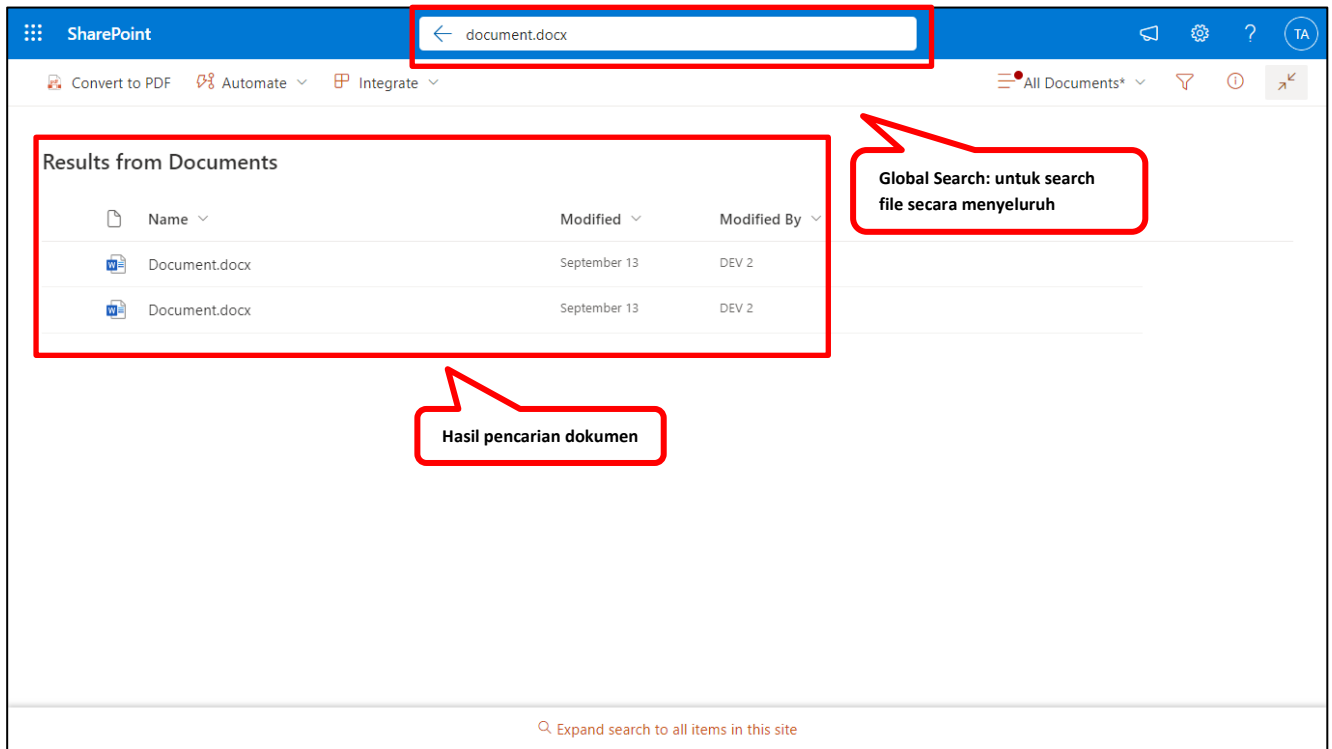 SharePoint
document.docx
TA
Convert to PDF
Automate
Integrate
All Documents*
Results from Documents
Global Search: untuk search
file secara menyeluruh
Name
Modified
Modified By
Document.docx
September 13
DEV 2
Document.docx
September 13
DEV 2
Hasil pencarian dokumen
Expand search to all items in this site